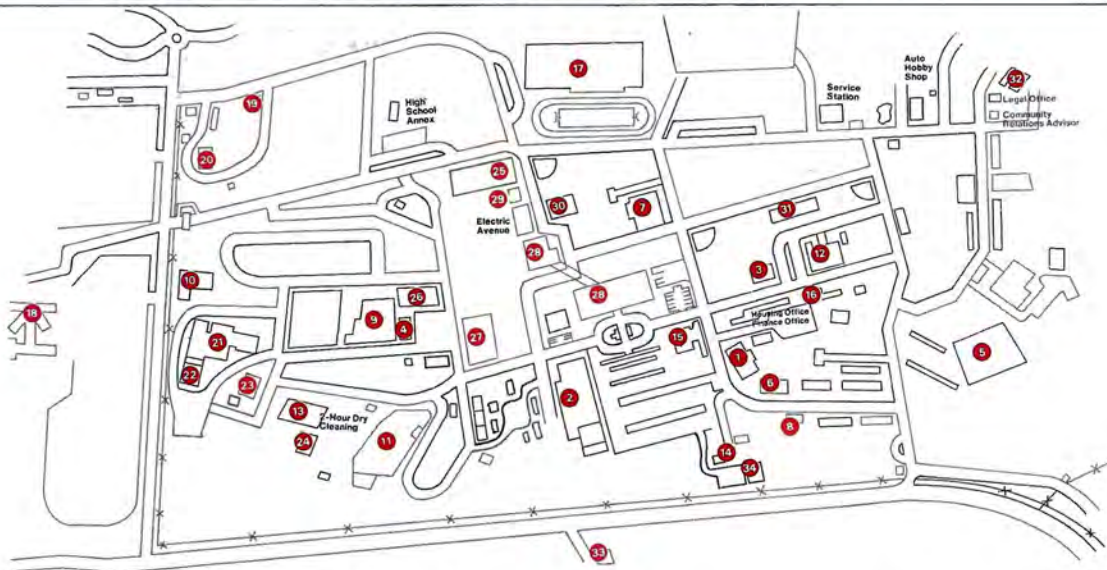 17
Auto
Hobby
Shop
32
Service
Station
Legal Office
Community
Relations Advisor
19
High
School
Annex
20
25
29
30
7
31
Electric
Avenue
28
12
3
10
26
28
16
18
9
4
27
Housing Office
Finance Office
21
15
1
5
22
23
6
2
13
2-Hour Dry
Cleaning
8
24
11
14
34
33